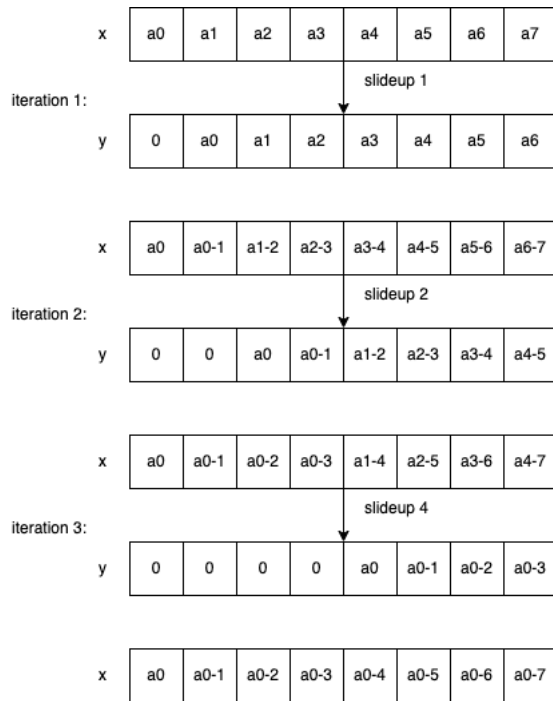 x a0 a1 a2 a3 a4 a5 a6 a7
slideup 1
iteration 1:
y 0 a0 a1 a2 a3 a4 a5 a6
x a0 a0-1 a1-2 a2-3 a3-4 a4-5 a5-6 a6-7
slideup 2
iteration 2:
y 0 0 a0 a0-1 a1-2 a2-3 a3-4 a4-5
x a0 a0-1 a0-2 a0-3 a1-4 a2-5 a3-6 a4-7
slideup 4
iteration 3:
y 0 0 0 0 a0 a0-1 a0-2 a0-3
x a0 a0-1 a0-2 a0-3 a0-4 a0-5 a0-6 a0-7